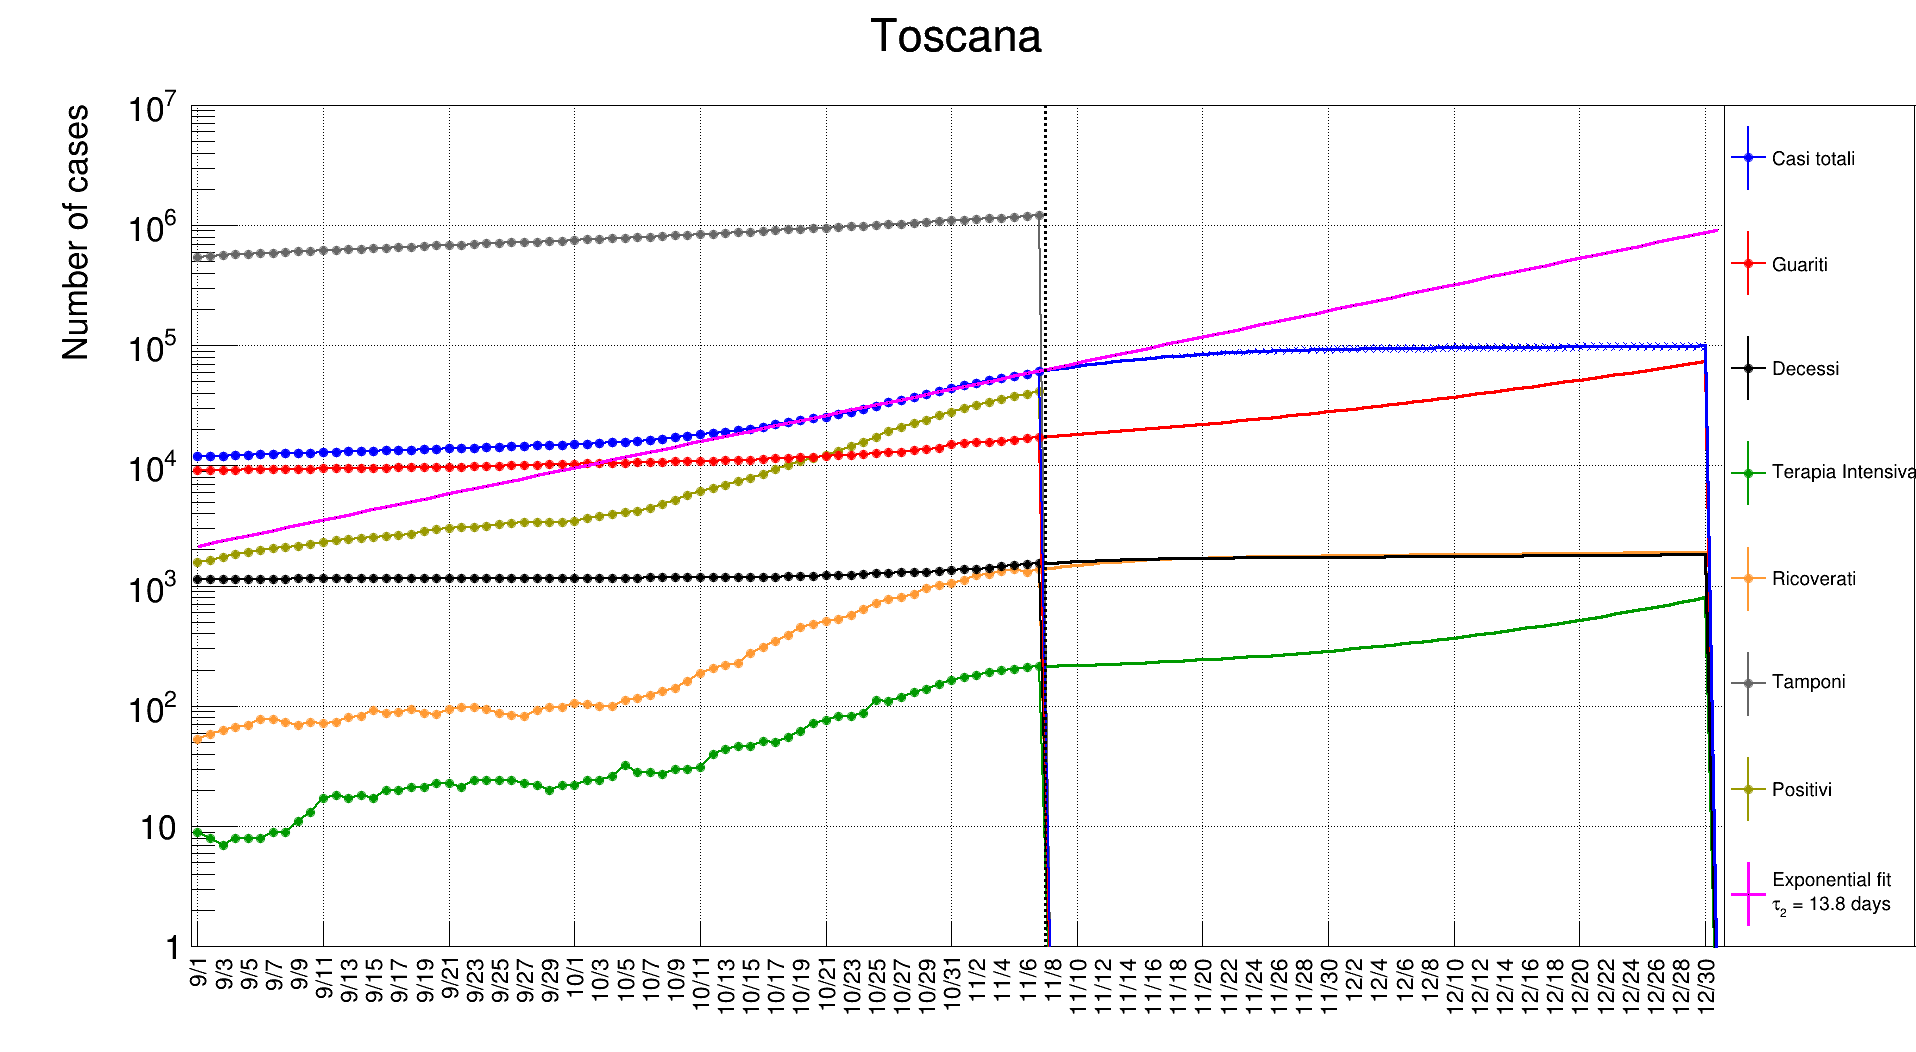 Toscana
Number of cases
10^7
10^6
10^5
10^4
10^3
10^2
10
1
9/1 9/3 9/5 9/7 9/9 9/11 9/13 9/15 9/17 9/19 9/21 9/23 9/25 9/27 9/29 10/1 10/3 10/5 10/7 10/9 10/11 10/13 10/15 10/17 10/19 10/21 10/23 10/25 10/27 10/29 10/31 11/2 11/4 11/6 11/8 11/10 11/12 11/14 11/16 11/18 11/20 11/22 11/24 11/26 11/28 11/30 12/2 12/4 12/6 12/8 12/10 12/12 12/14 12/16 12/18 12/20 12/22 12/24 12/26 12/28 12/30
Casi totali
Guariti
Decessi
Terapia Intensiva
Ricoverati
Tamponi
Positivi
Exponential fit
τ₂ = 13.8 days